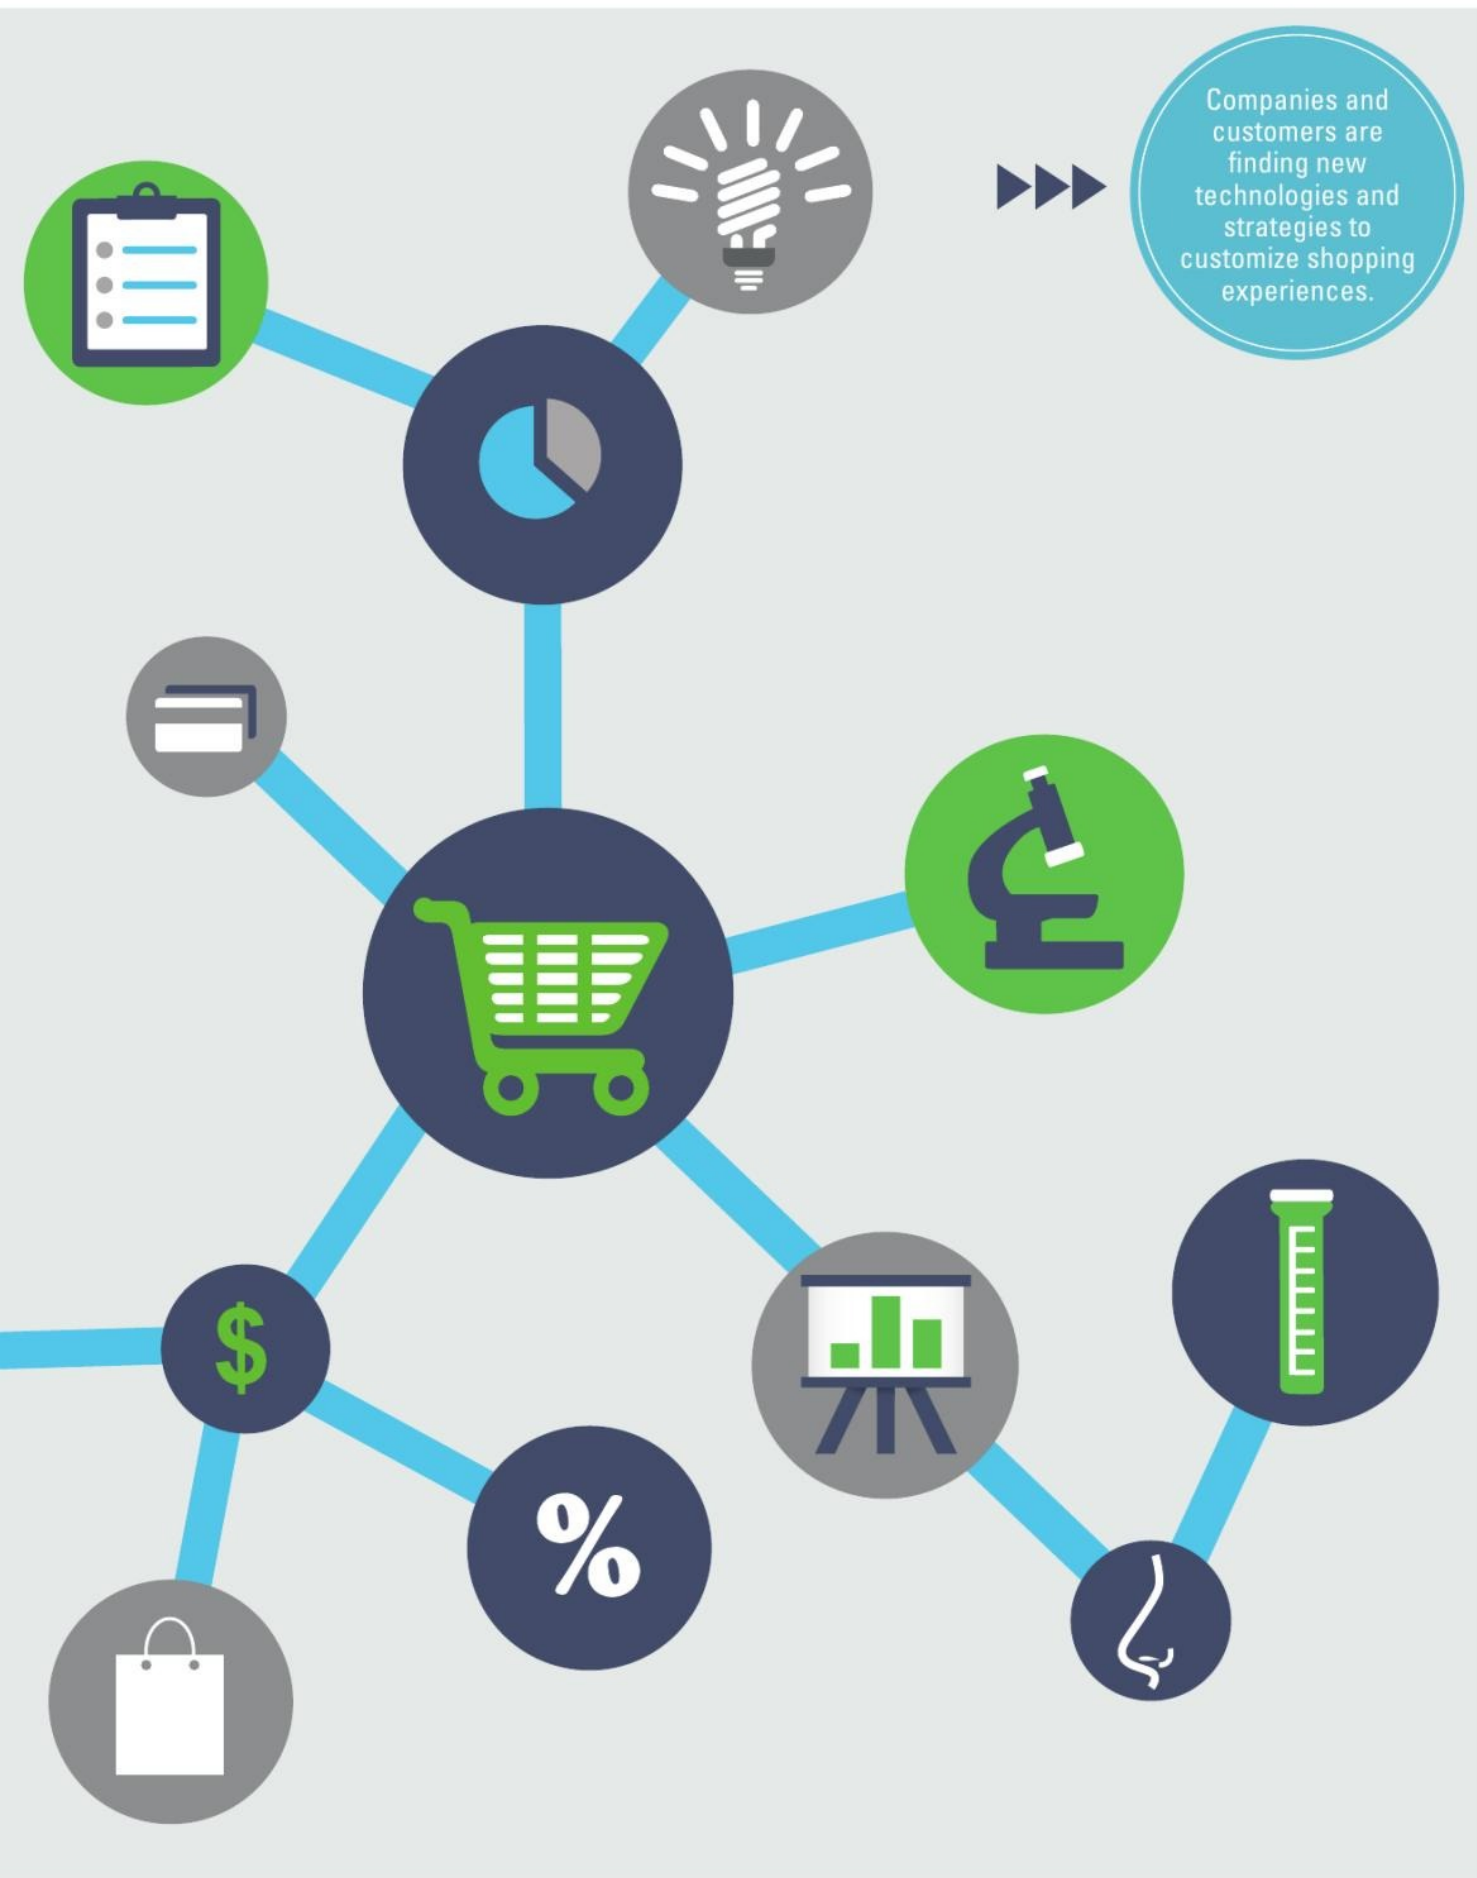 Companies and
customers are
finding new
technologies and
strategies to
customize shopping
experiences.
$
%